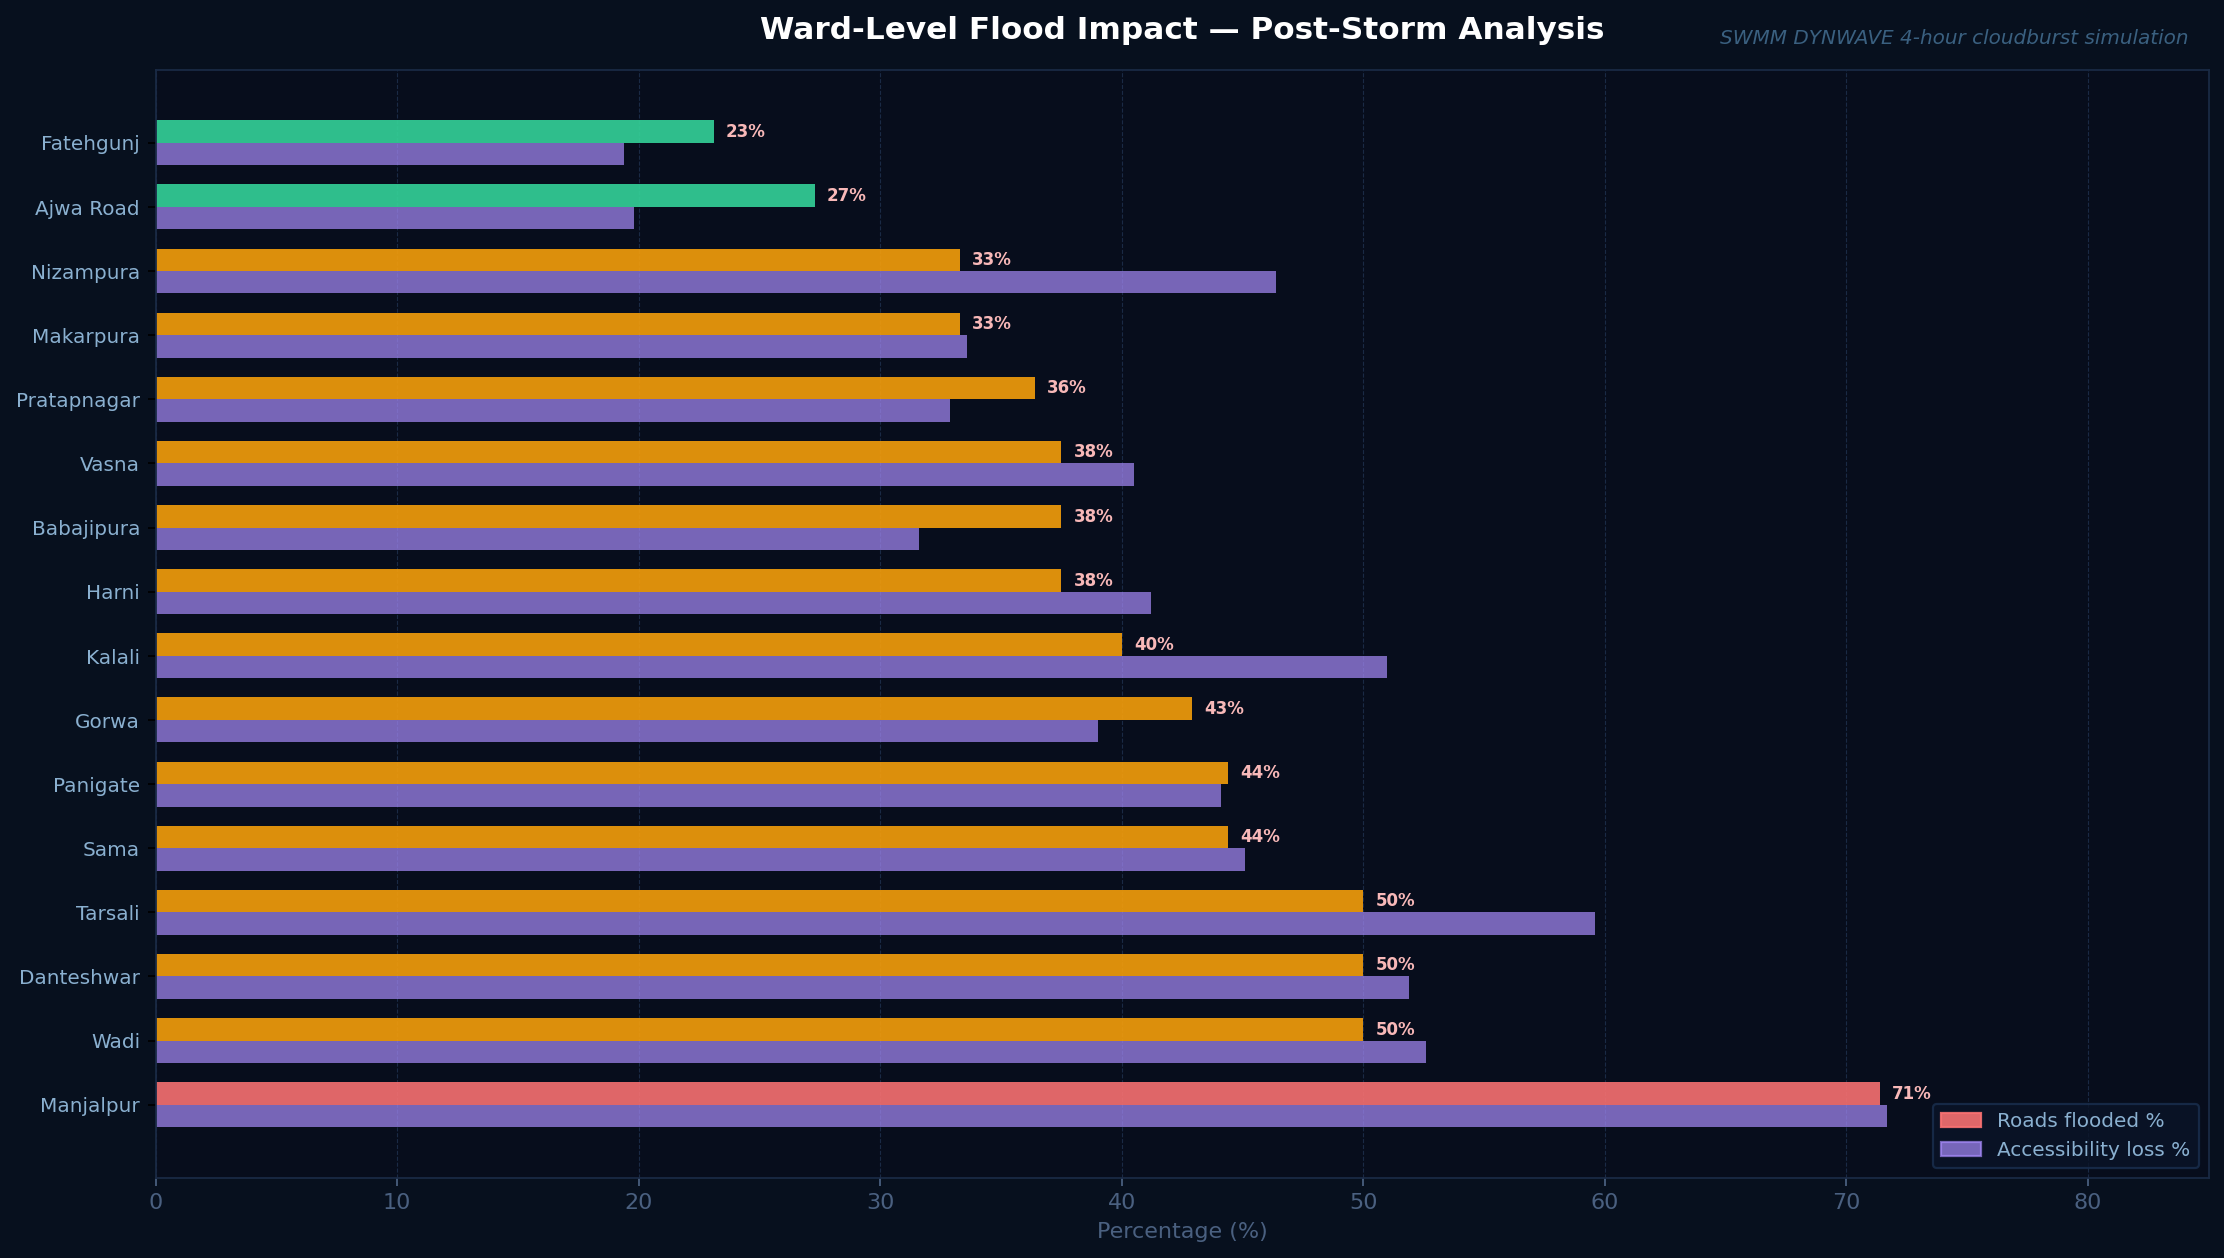 Ward-Level Flood Impact — Post-Storm Analysis
SWMM DYNWAVE 4-hour cloudburst simulation
Fatehgunj 23%
Ajwa Road 27%
Nizampura 33%
Makarpura 33%
Pratapnagar 36%
Vasna 38%
Babajipura 38%
Harni 38%
Kalali 40%
Gorwa 43%
Panigate 44%
Sama 44%
Tarsali 50%
Danteshwar 50%
Wadi 50%
Manjalpur 71%
Roads flooded %
Accessibility loss %
0 10 20 30 40 50 60 70 80
Percentage (%)